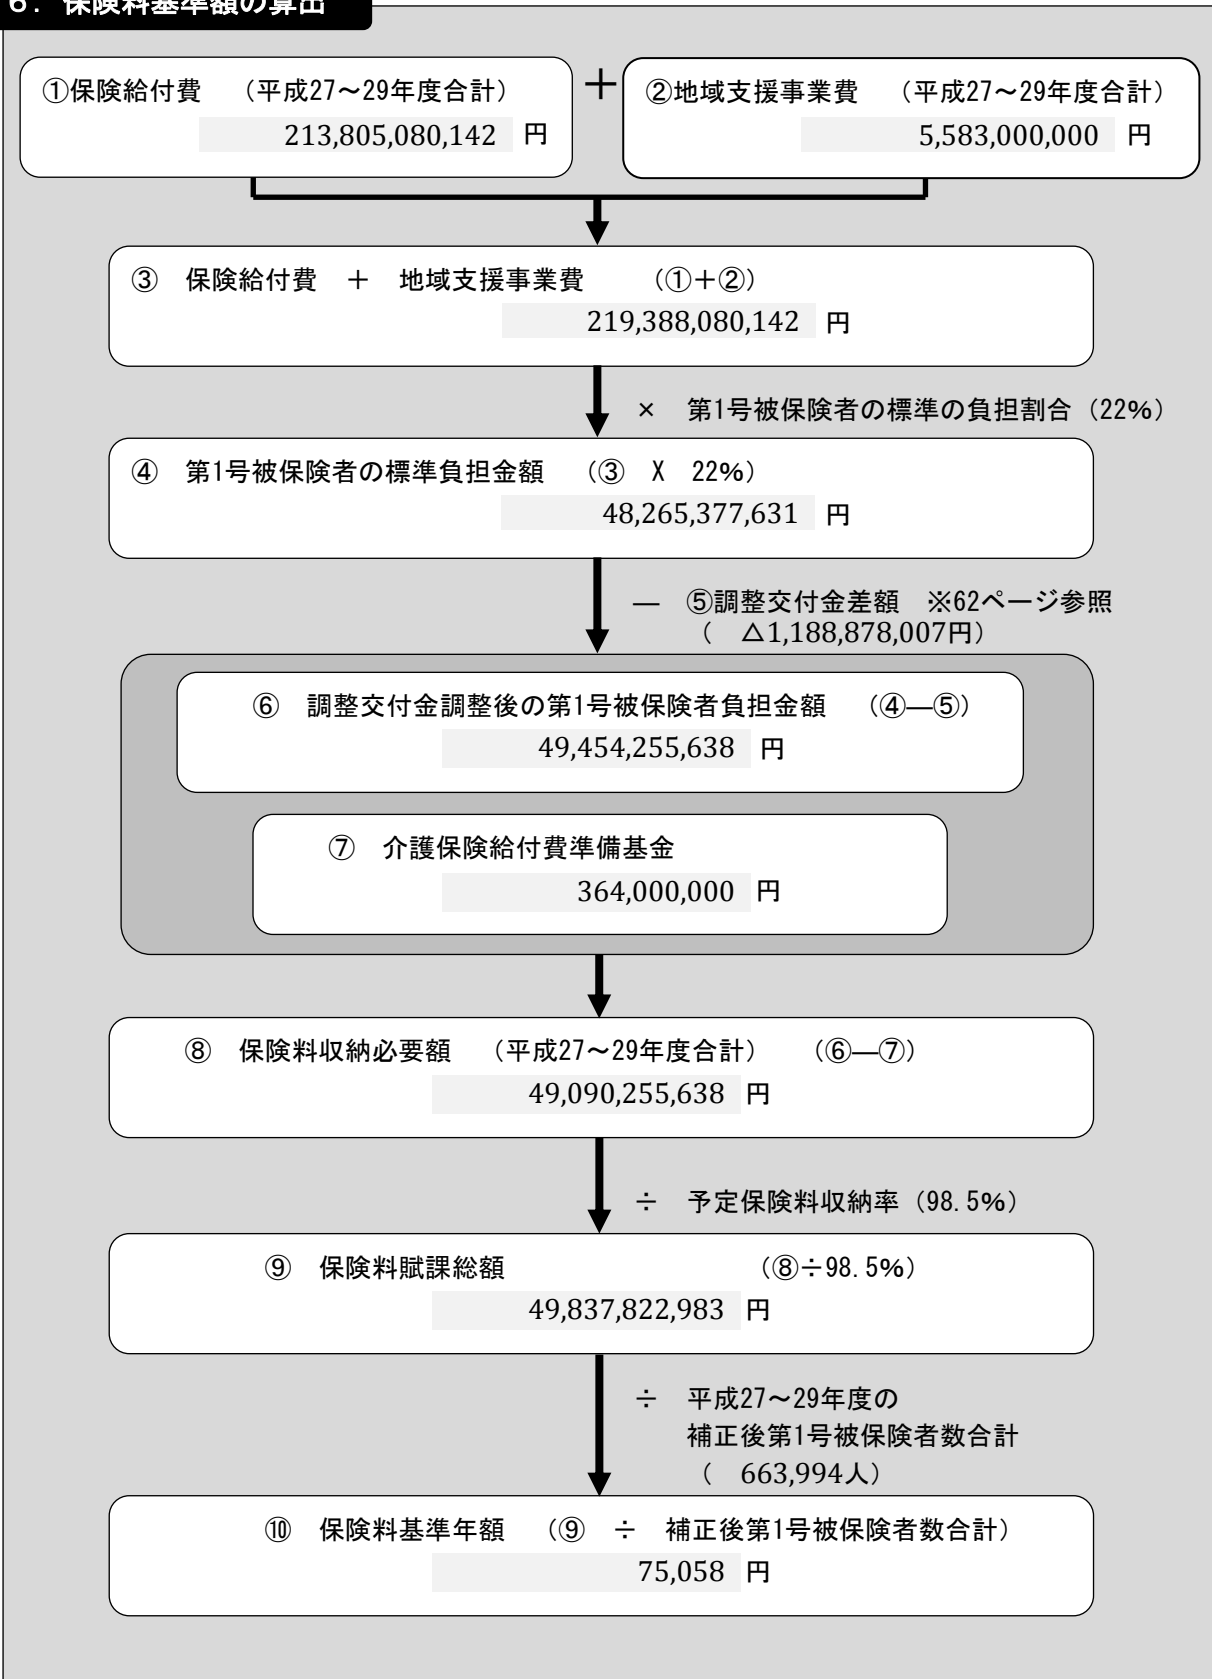 6．保険料基準額の算出
①保険給付費　（平成27～29年度合計）
213,805,080,142 円
＋
②地域支援事業費　（平成27～29年度合計）
5,583,000,000 円
③　保険給付費　＋　地域支援事業費　　（①＋②）
219,388,080,142 円
×　第1号被保険者の標準の負担割合（22%）
④　第1号被保険者の標準負担金額　（③　X　22%）
48,265,377,631 円
―　⑤調整交付金差額　※62ページ参照
（　△1,188,878,007円）
⑥　調整交付金調整後の第1号被保険者負担金額　（④―⑤）
49,454,255,638 円
⑦　介護保険給付費準備基金
364,000,000 円
⑧　保険料収納必要額　（平成27～29年度合計）　　（⑥―⑦）
49,090,255,638 円
÷　予定保険料収納率（98.5%）
⑨　保険料賦課総額　　（⑧÷98.5%）
49,837,822,983 円
÷　平成27～29年度の
補正後第1号被保険者数合計
（　663,994人）
⑩　保険料基準年額　（⑨　÷　補正後第1号被保険者数合計）
75,058 円